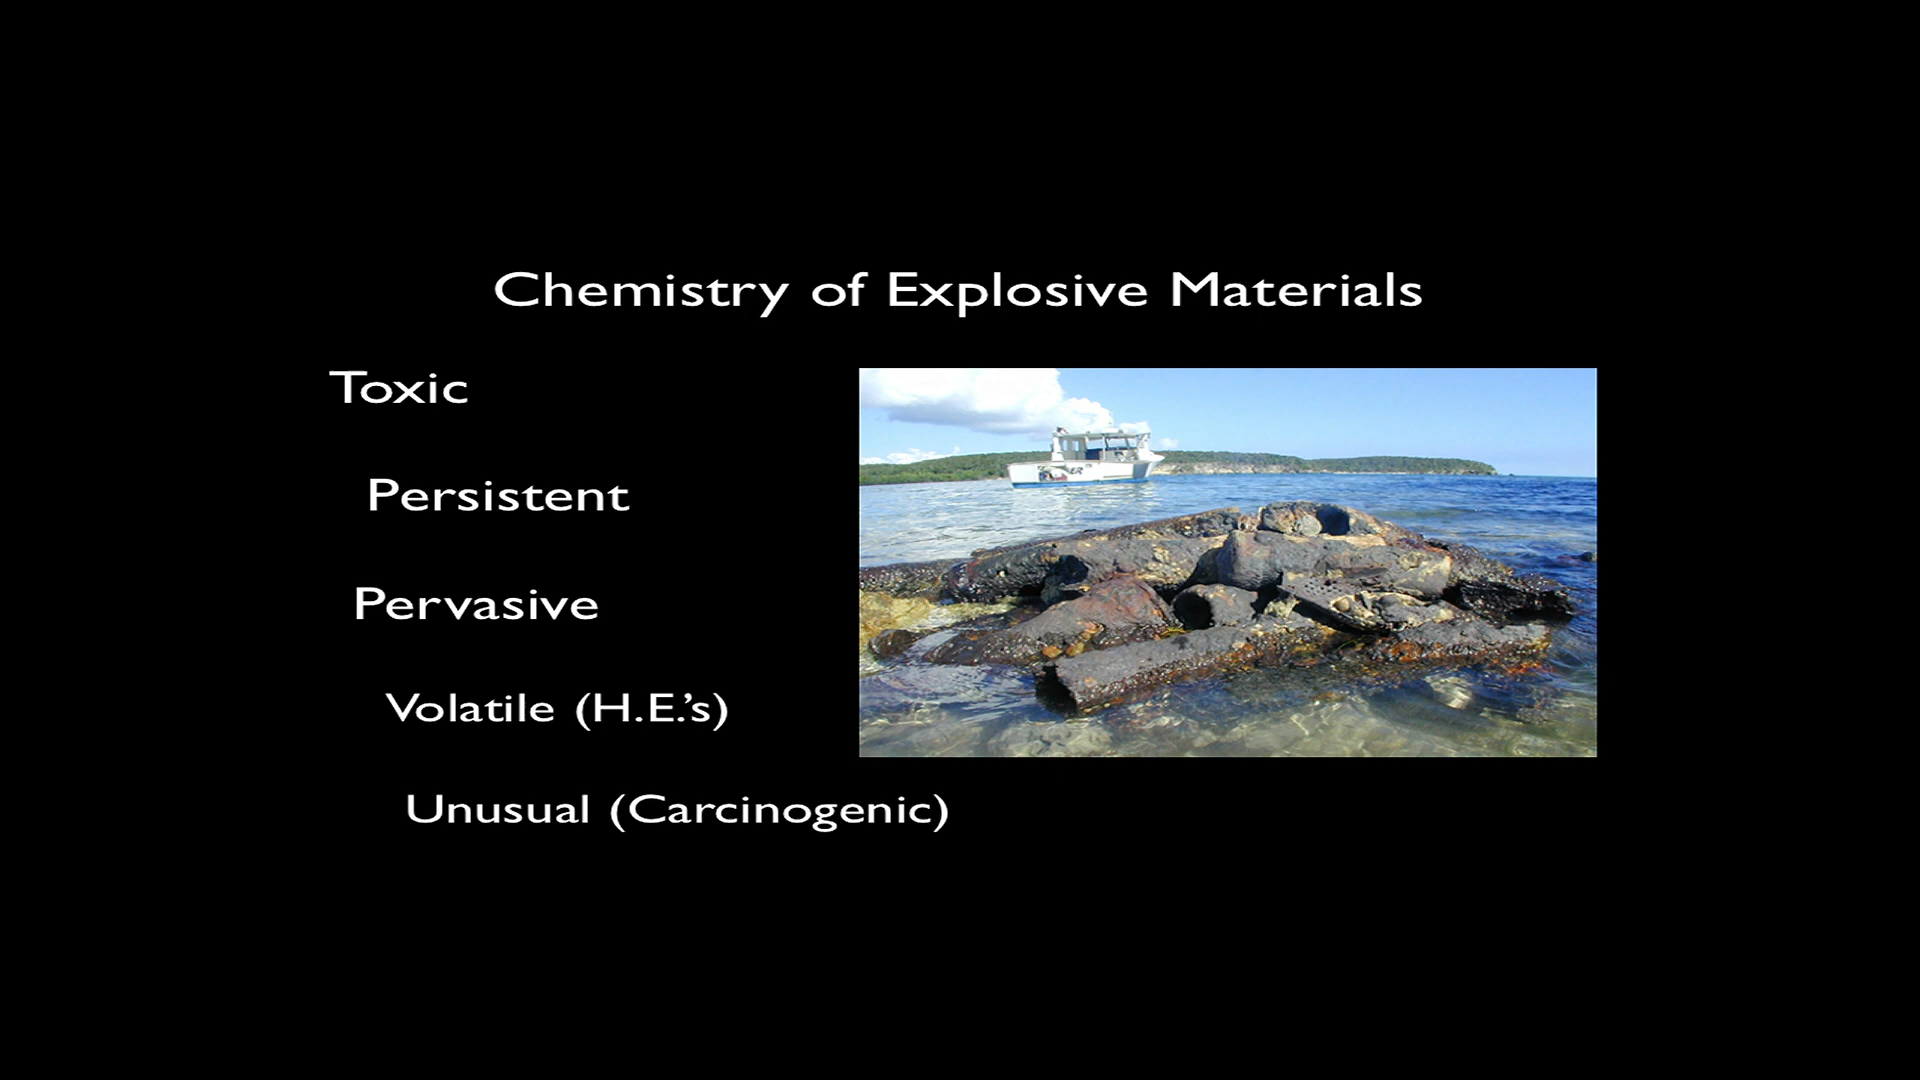 Chemistry of Explosive Materials
Toxic
Persistent
Pervasive
Volatile (H.E.’s)
Unusual (Carcinogenic)